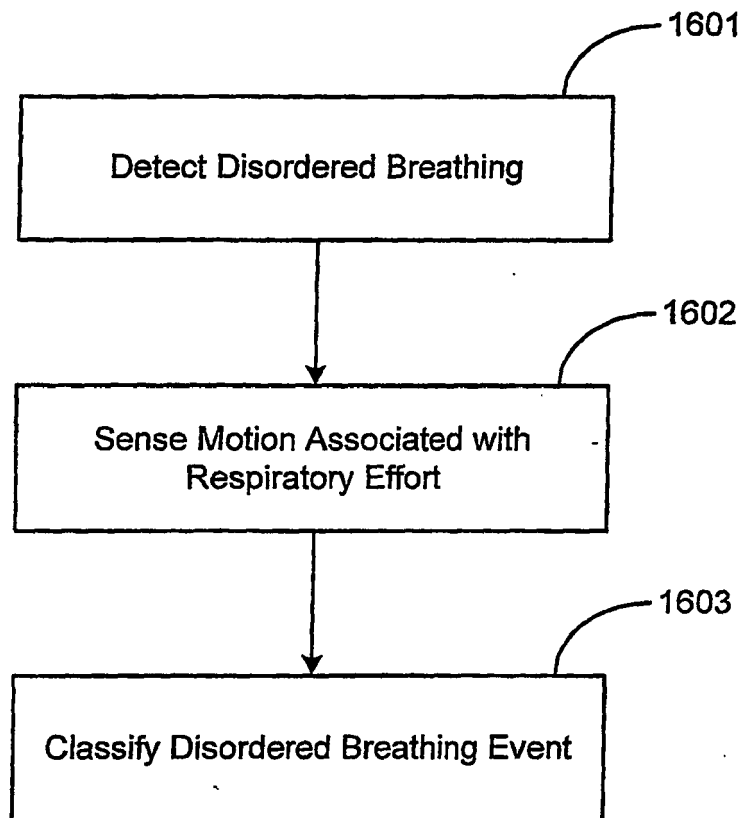 1601
Detect Disordered Breathing
1602
Sense Motion Associated with
Respiratory Effort
1603
Classify Disordered Breathing Event